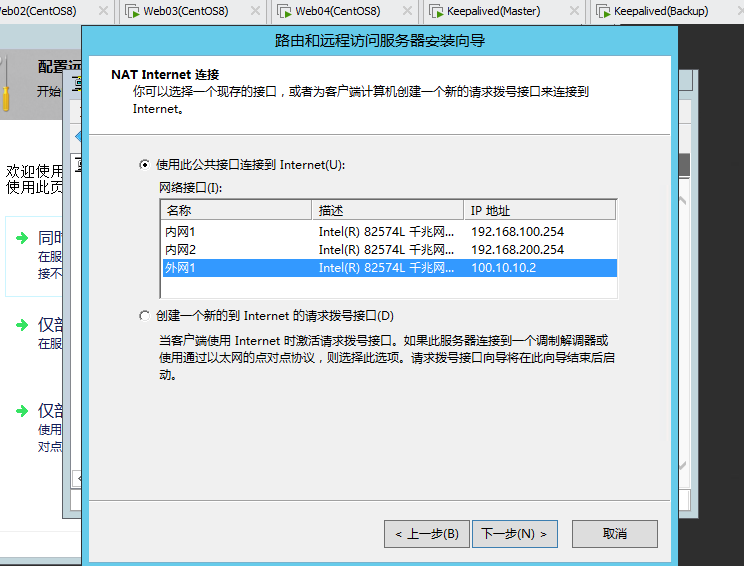 eb02(CentOS8)
Web03(CentOS8)
Web04(CentOS8)
Keepalived(Master)
Keepalived(Backup)
路由和远程访问服务器安装向导
配置远
开始
NAT Internet 连接
你可以选择一个现存的接口，或者为客户端计算机创建一个新的请求拨号接口来连接到
Internet。
欢迎使用
使用此页
同时
在服
接不
仅部
在服
仅部
使用
对点
使用此公共接口连接到 Internet(U):
网络接口(I):
名称 描述 IP 地址
内网1 Intel(R) 82574L 千兆网... 192.168.100.254
内网2 Intel(R) 82574L 千兆网... 192.168.200.254
外网1 Intel(R) 82574L 千兆网... 100.10.10.2
创建一个新的到 Internet 的请求拨号接口(D)
当客户端使用 Internet 时激活请求拨号接口。如果此服务器连接到一个调制解调器或
使用通过以太网的点对点协议，则选择此选项。请求拨号接口向导将在此向导结束后启
动。
< 上一步(B)
下一步(N) >
取消